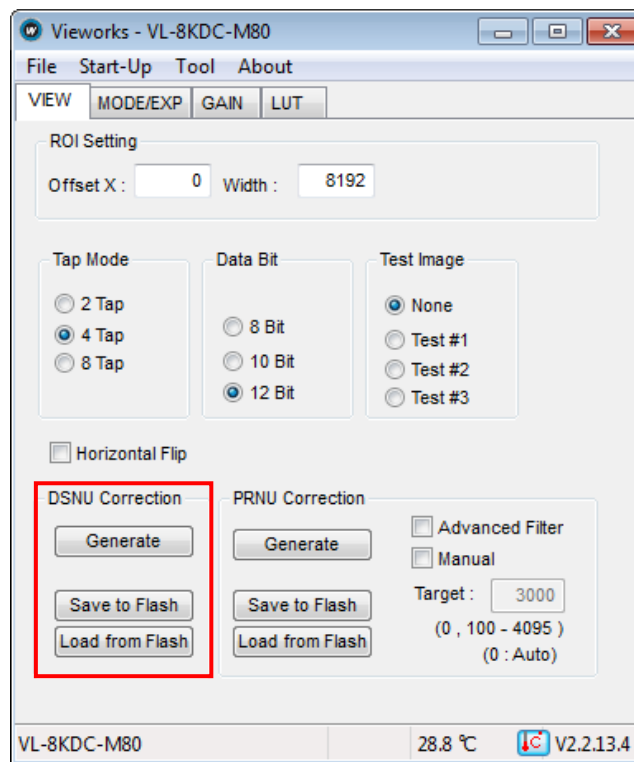 Vieworks - VL-8KDC-M80
File Start-Up Tool About
VIEW MODE/EXP GAIN LUT
ROI Setting
Offset X : 0 Width : 8192
Tap Mode
2 Tap
4 Tap
8 Tap
Data Bit
8 Bit
10 Bit
12 Bit
Test Image
None
Test #1
Test #2
Test #3
Horizontal Flip
DSNU Correction
Generate
Save to Flash
Load from Flash
PRNU Correction
Generate
Save to Flash
Load from Flash
Advanced Filter
Manual
Target : 3000
(0 , 100 - 4095 )
(0 : Auto)
VL-8KDC-M80 28.8 ℃ V2.2.13.4